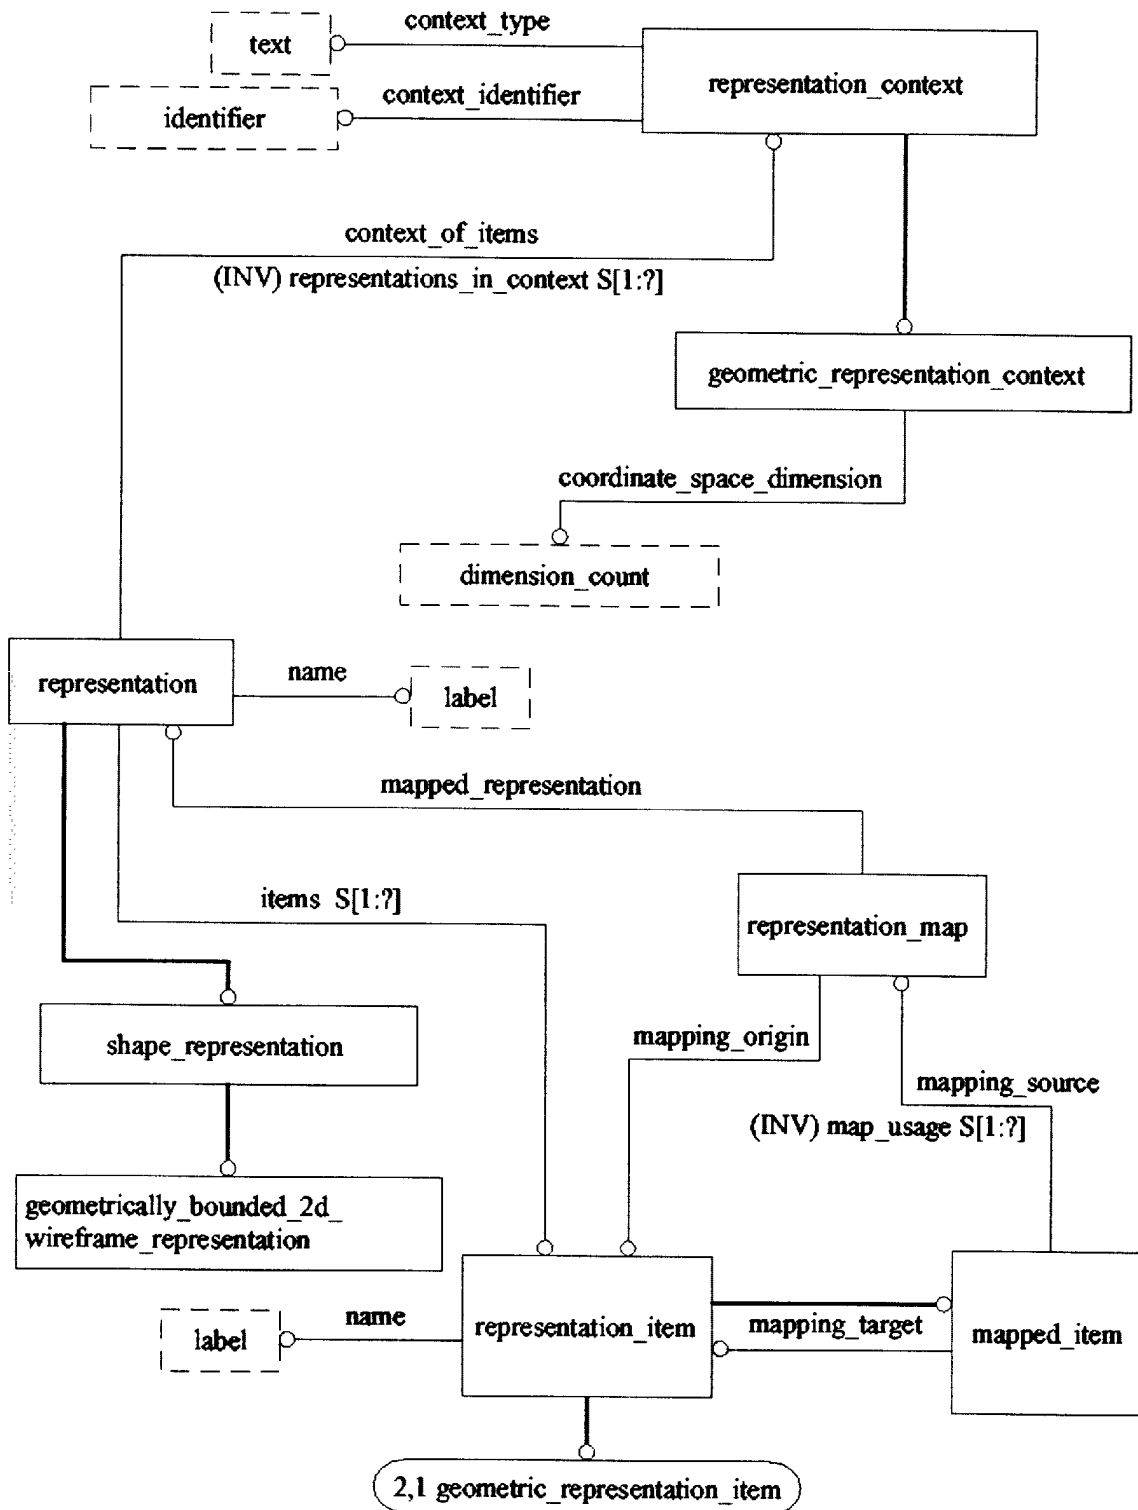 context_type
text
representation_context
context_identifier
identifier
context_of_items
(INV) representations_in_context S[1:?]
geometric_representation_context
coordinate_space_dimension
dimension_count
representation
name
label
mapped_representation
items S[1:?]
representation_map
shape_representation
mapping_origin
mapping_source
(INV) map_usage S[1:?]
geometrically_bounded_2d_
wireframe_representation
name
label
representation_item
mapping_target
mapped_item
2,1 geometric_representation_item